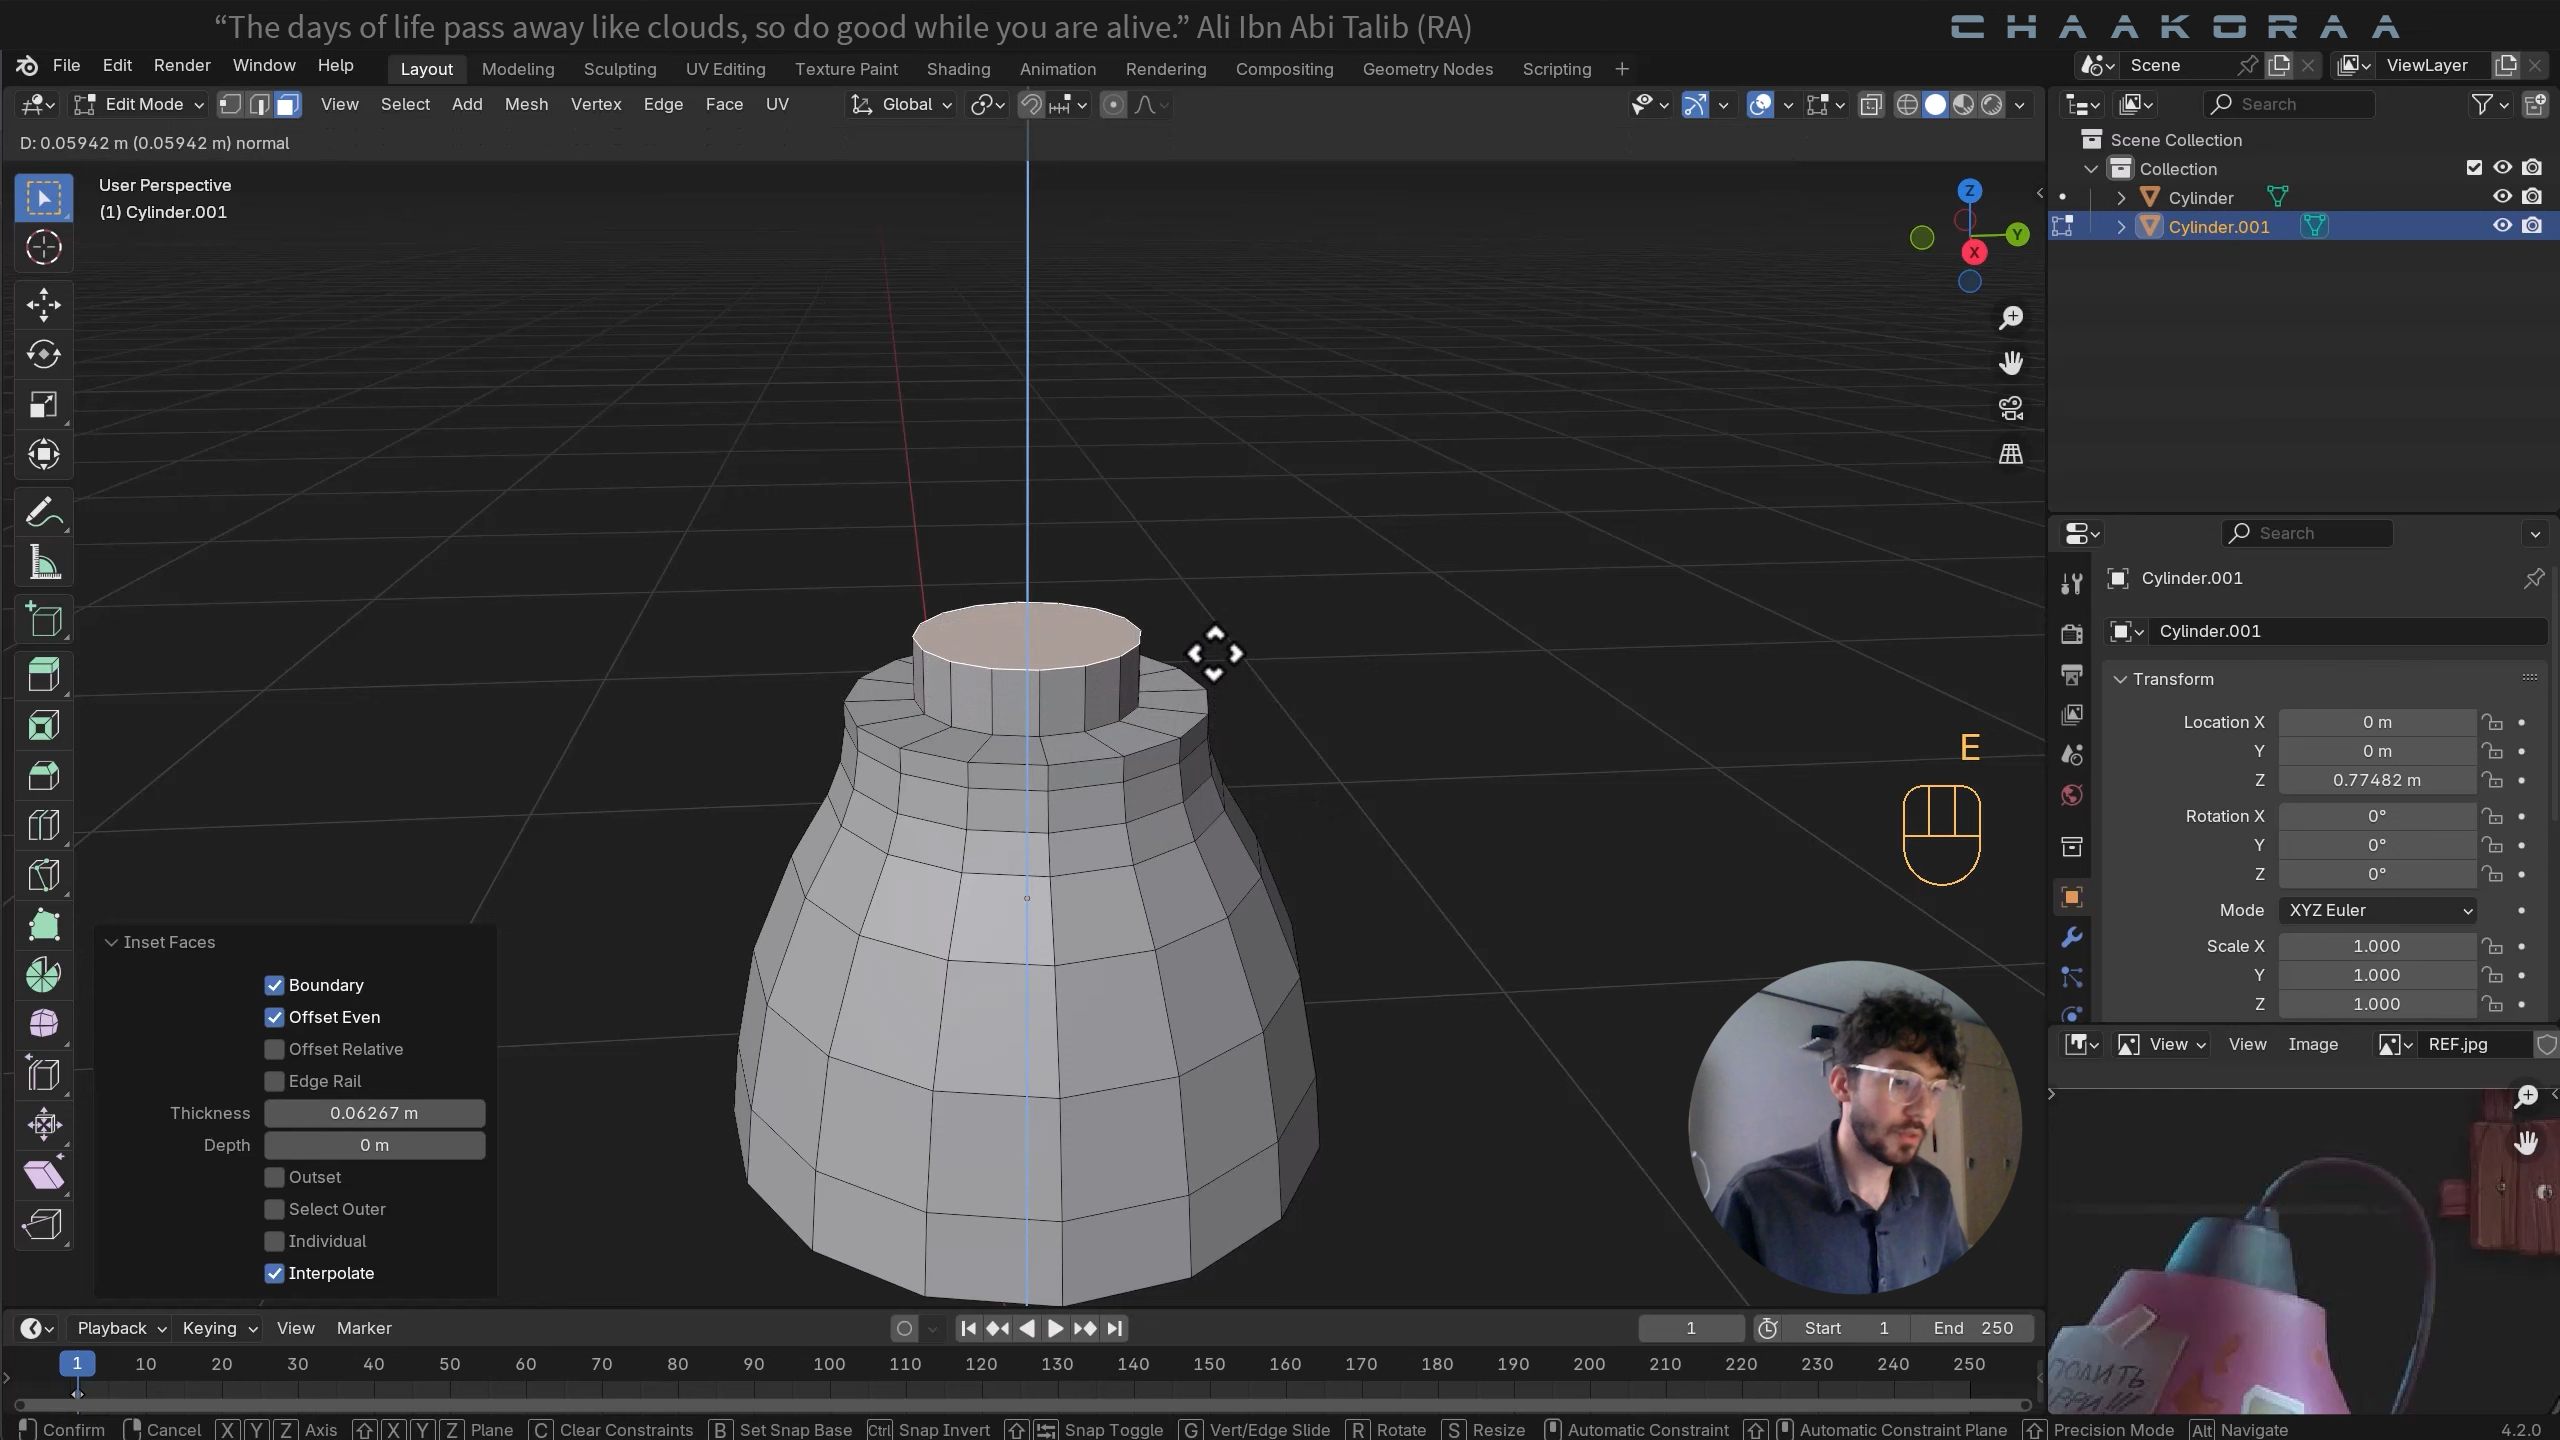 “The days of life pass away like clouds, so do good while you are alive.” Ali Ibn Abi Talib (RA)
CHAAKORAA
File Edit Render Window Help
Layout Modeling Sculpting UV Editing Texture Paint Shading Animation Rendering Compositing Geometry Nodes Scripting +
Scene
ViewLayer
Edit Mode
View Select Add Mesh Vertex Edge Face UV
Global
D: 0.05942 m (0.05942 m) normal
User Perspective
(1) Cylinder.001
Z
Y
X
E
Search
Scene Collection
Collection
Cylinder
Cylinder.001
Search
Cylinder.001
Cylinder.001
Transform
Location X 0 m
Y 0 m
Z 0.77482 m
Rotation X 0°
Y 0°
Z 0°
Mode XYZ Euler
Scale X 1.000
Y 1.000
Z 1.000
View View Image REF.jpg
ПОЛИТЬ
Inset Faces
Boundary
Offset Even
Offset Relative
Edge Rail
Thickness 0.06267 m
Depth 0 m
Outset
Select Outer
Individual
Interpolate
Playback Keying View Marker
1
Start 1
End 250
1 10 20 30 40 50 60 70 80 90 100 110 120 130 140 150 160 170 180 190 200 210 220 230 240 250
Confirm Cancel X Y Z Axis X Y Z Plane C Clear Constraints B Set Snap Base Ctrl Snap Invert Snap Toggle G Vert/Edge Slide R Rotate S Resize Automatic Constraint Automatic Constraint Plane Precision Mode Alt Navigate 4.2.0